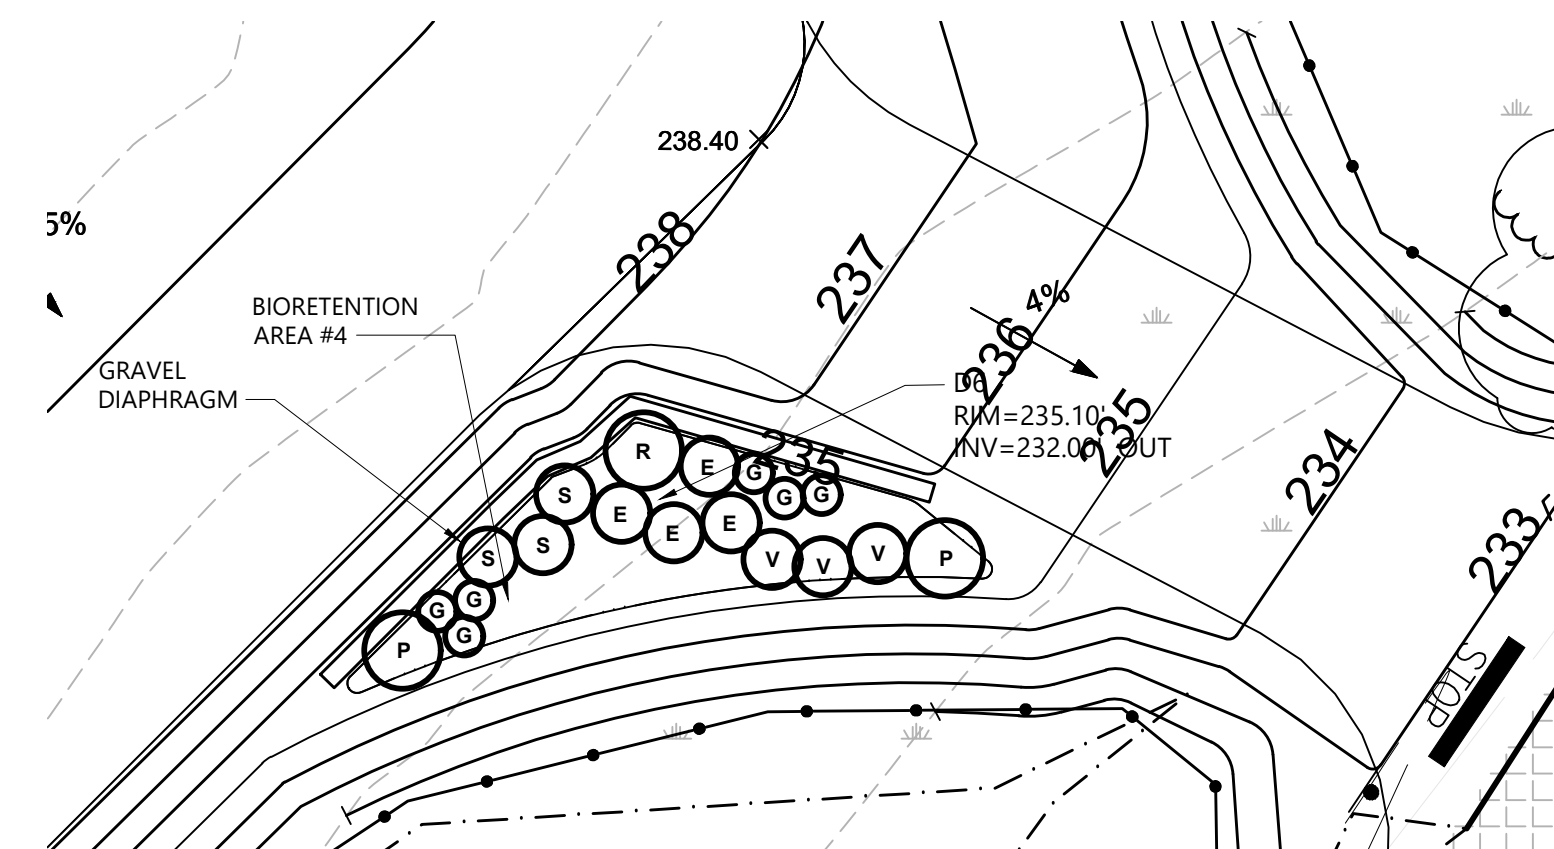 238.40
5%
238
237
4%
236
BIORETENTION
AREA #4
GRAVEL
DIAPHRAGM
D6
RIM=235.10'
INV=232.00' OUT
235
235
234
233
STOP
R
E
G
G
G
S
E
E
E
S
S
V
V
V
P
G
G
G
P